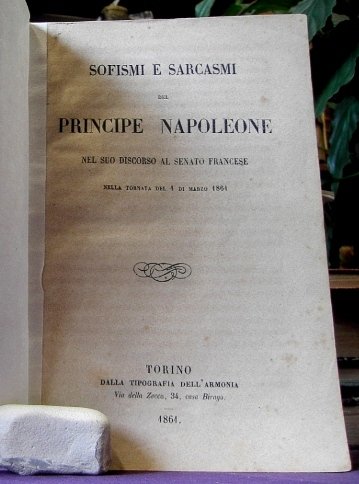 SOFISMI E SARCASMI
DEL
PRINCIPE NAPOLEONE
NEL SUO DISCORSO AL SENATO FRANCESE
NELLA TORNATA DEL 1 DI MARZO 1861
TORINO
DALLA TIPOGRAFIA DELL'ARMONIA
Via della Zecca, 34, casa Birago.
1861.